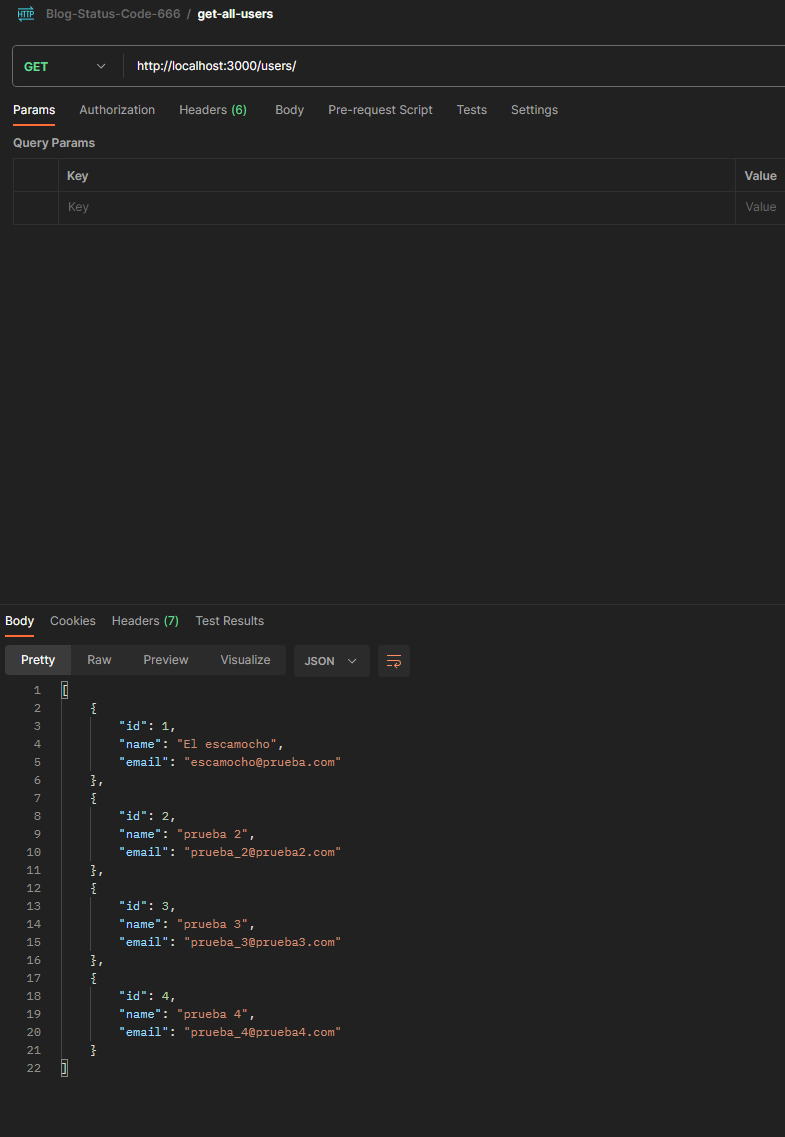 HTTP Blog-Status-Code-666 / get-all-users
GET http://localhost:3000/users/
Params Authorization Headers (6) Body Pre-request Script Tests Settings
Query Params
Key Value
Key Value
Body Cookies Headers (7) Test Results
Pretty Raw Preview Visualize JSON
1 [
2 {
3 "id": 1,
4 "name": "El escamocho",
5 "email": "escamocho@prueba.com"
6 },
7 {
8 "id": 2,
9 "name": "prueba 2",
10 "email": "prueba_2@prueba2.com"
11 },
12 {
13 "id": 3,
14 "name": "prueba 3",
15 "email": "prueba_3@prueba3.com"
16 },
17 {
18 "id": 4,
19 "name": "prueba 4",
20 "email": "prueba_4@prueba4.com"
21 }
22 ]